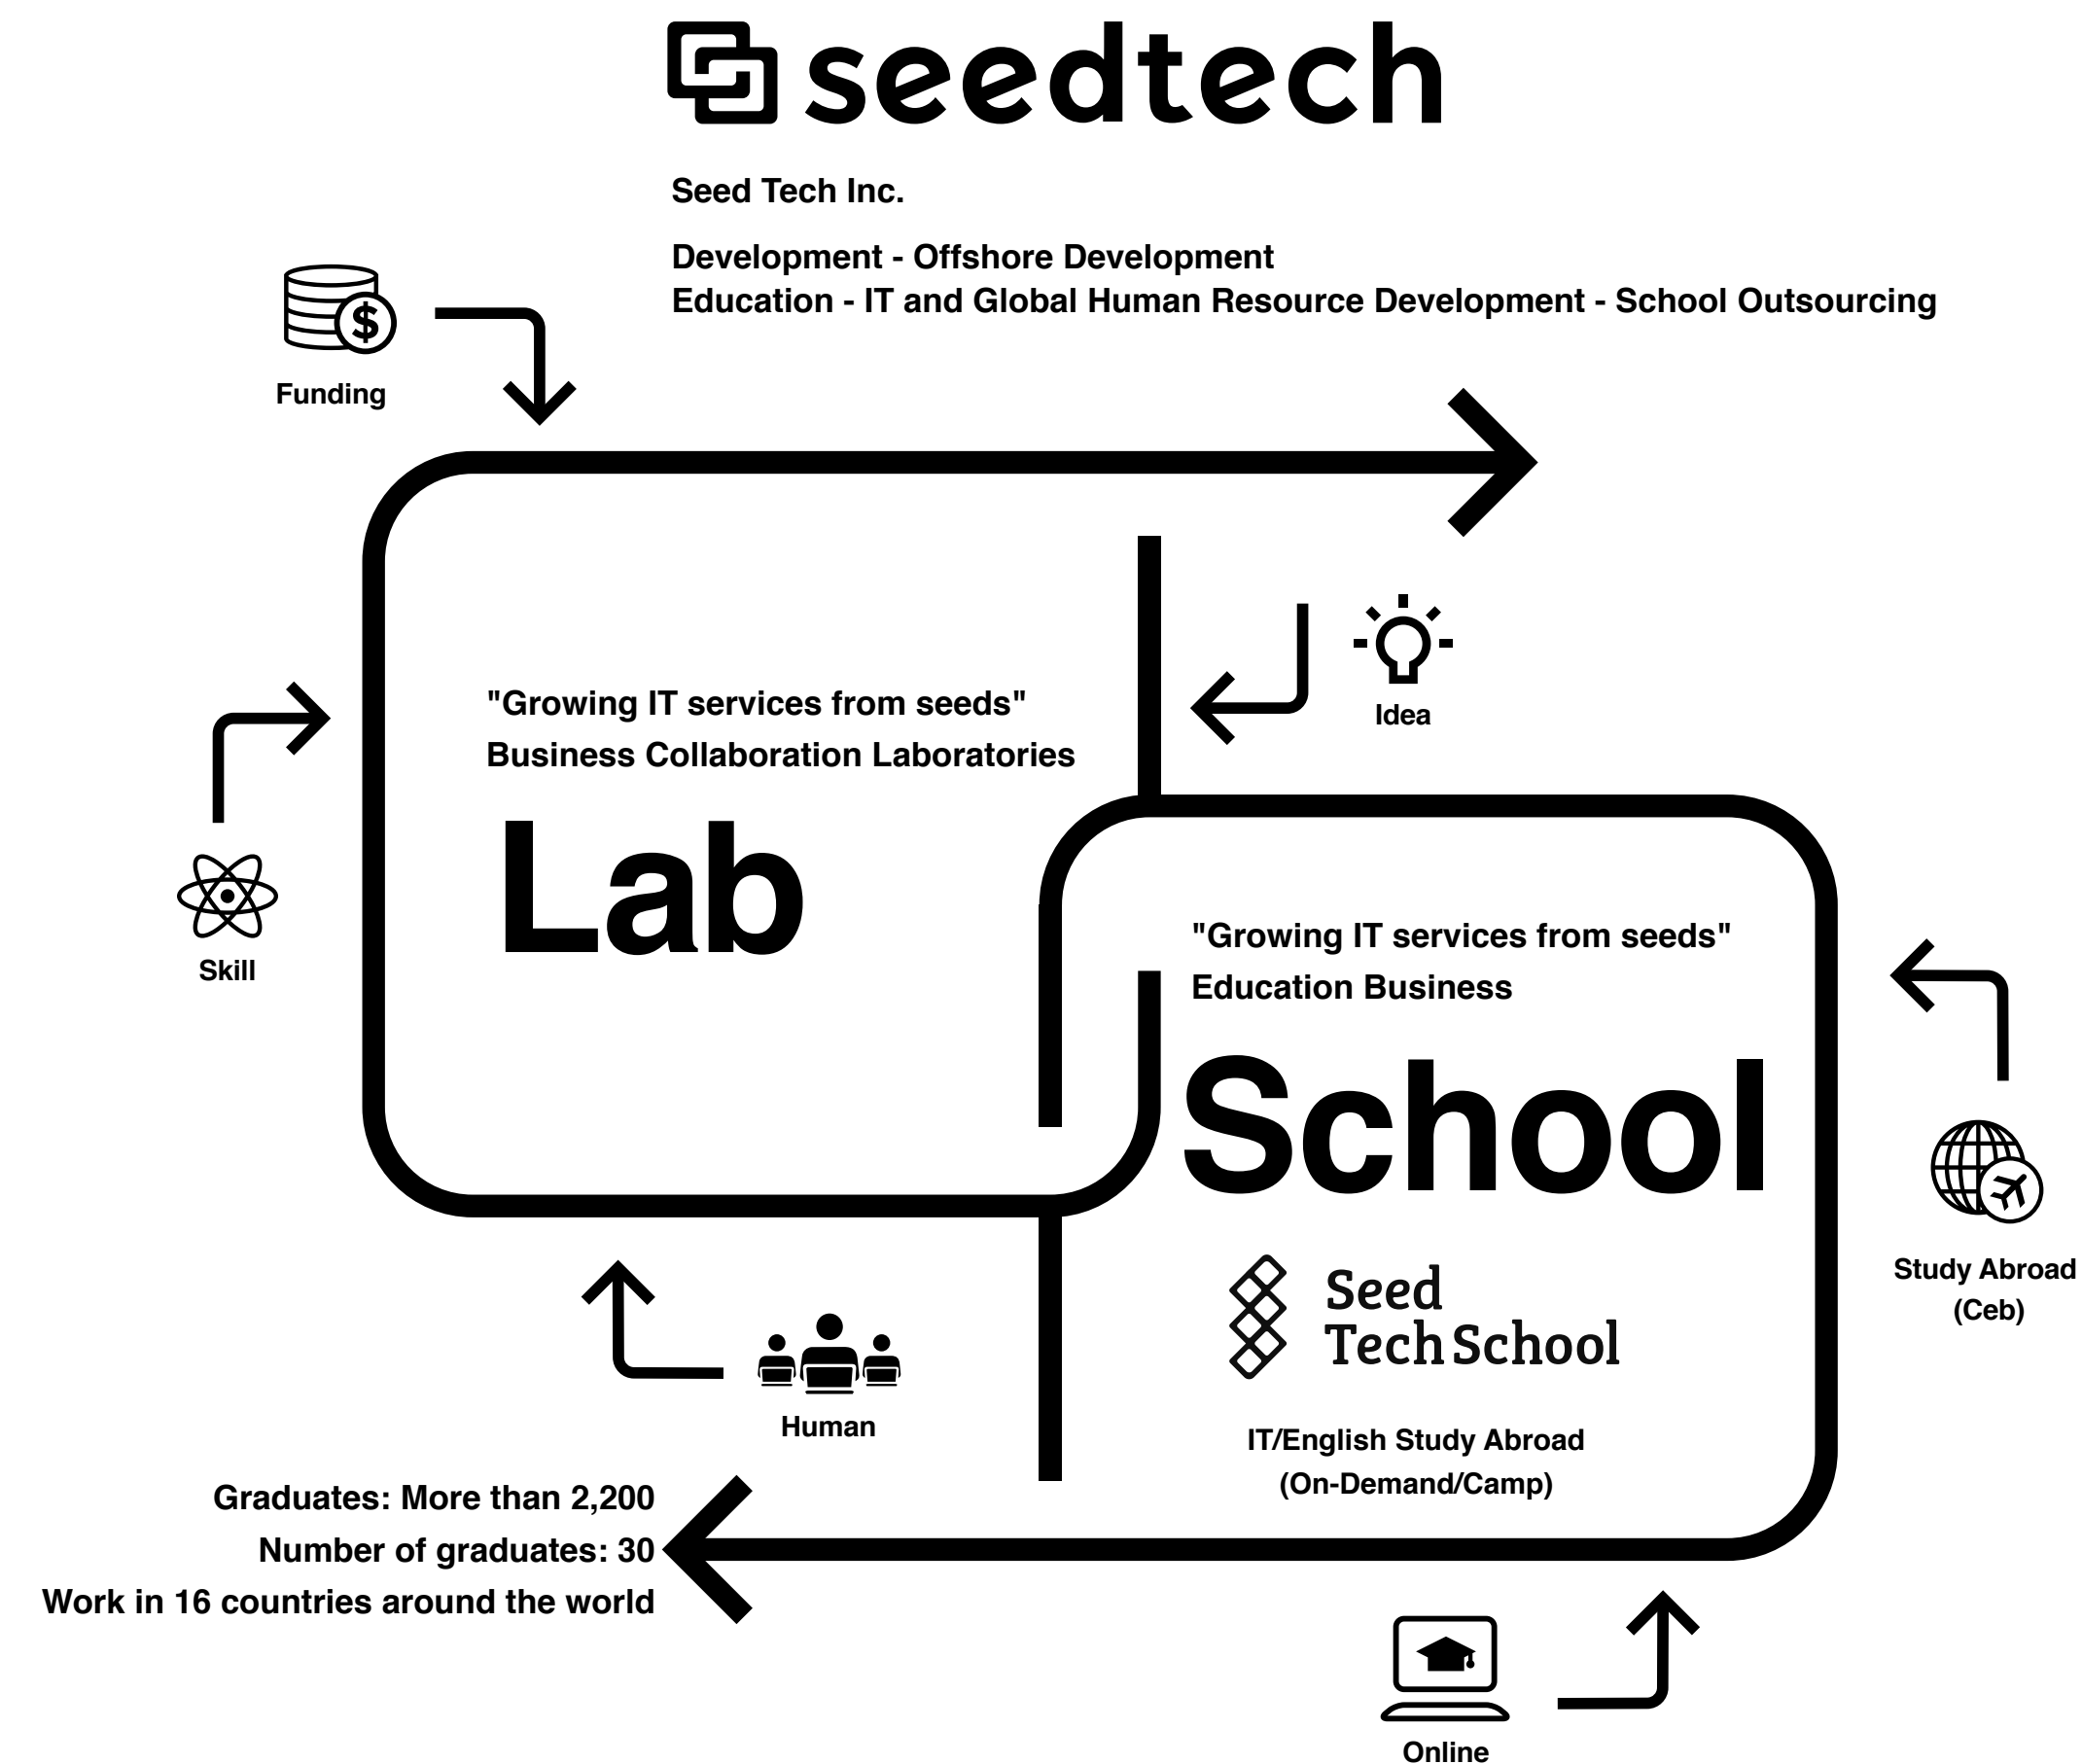 seedtech
Seed Tech Inc.
Development - Offshore Development
Education - IT and Global Human Resource Development - School Outsourcing
Funding
Idea
"Growing IT services from seeds"
Business Collaboration Laboratories
Lab
Skill
"Growing IT services from seeds"
Education Business
School
Seed
Tech School
Study Abroad
(Ceb)
Human
IT/English Study Abroad
(On-Demand/Camp)
Graduates: More than 2,200
Number of graduates: 30
Work in 16 countries around the world
Online